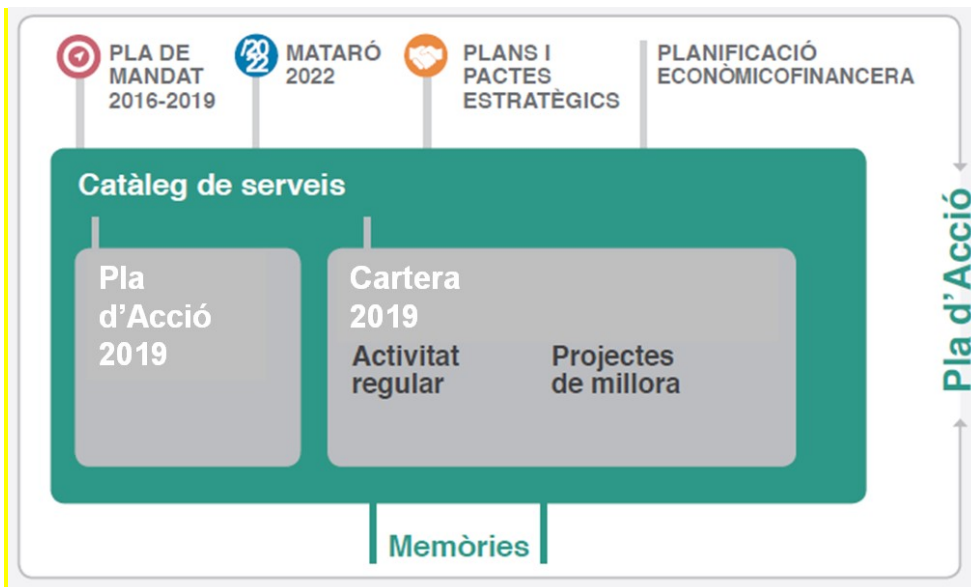 PLA DE
MANDAT
2016-2019
2022
MATARÓ
2022
PLANS I
PACTES
ESTRATÈGICS
PLANIFICACIÓ
ECONÒMICOFINANCERA
Catàleg de serveis
Pla
d’Acció
2019
Cartera
2019
Activitat
regular
Projectes
de millora
Memòries
Pla d’Acció